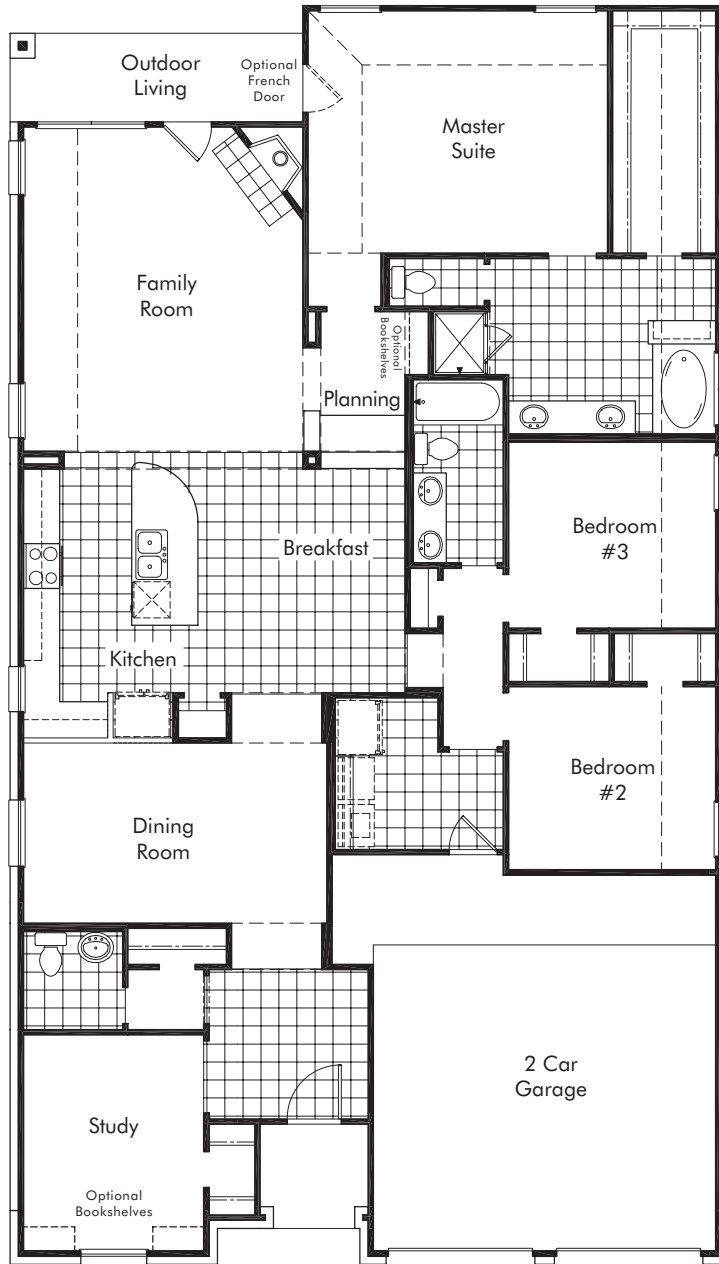 Outdoor
Living
Optional
French
Door
Master
Suite
Family
Room
Optional
Bookshelves
Planning
Breakfast
Bedroom
#3
Kitchen
Bedroom
#2
Dining
Room
2 Car
Garage
Study
Optional
Bookshelves